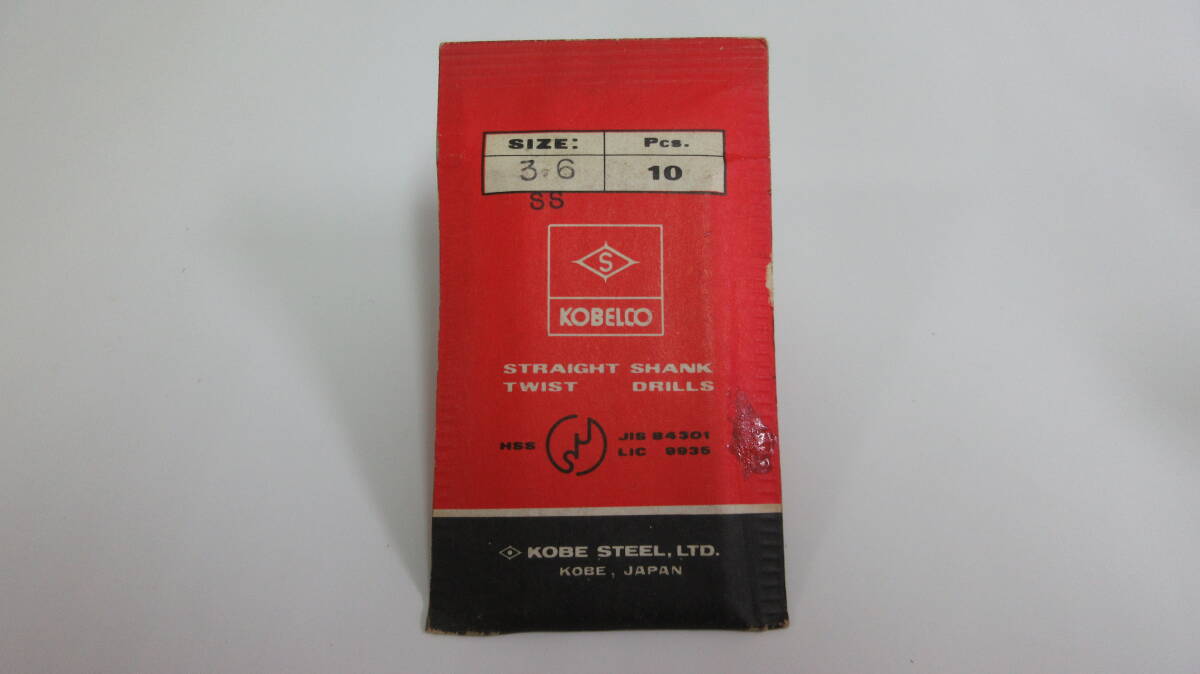 SIZE: Pcs.
3.6 10
SS
S
KOBELCO
STRAIGHT SHANK
TWIST DRILLS
HSS JIS B4301
LIC 9935
KOBE STEEL, LTD.
KOBE, JAPAN